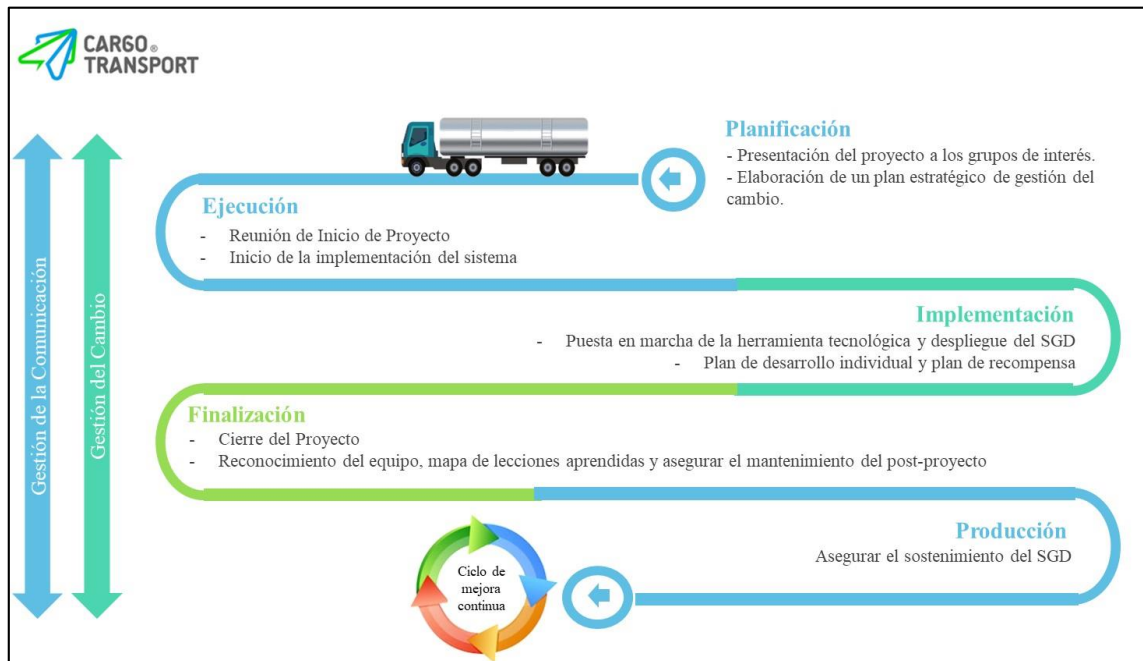 CARGO®
TRANSPORT
Gestión de la Comunicación
Gestión del Cambio
Planificación
- Presentación del proyecto a los grupos de interés.
- Elaboración de un plan estratégico de gestión del
cambio.
Ejecución
- Reunión de Inicio de Proyecto
- Inicio de la implementación del sistema
Implementación
- Puesta en marcha de la herramienta tecnológica y despliegue del SGD
- Plan de desarrollo individual y plan de recompensa
Finalización
- Cierre del Proyecto
- Reconocimiento del equipo, mapa de lecciones aprendidas y asegurar el mantenimiento del post-proyecto
Producción
Asegurar el sostenimiento del SGD
Ciclo de
mejora
continua